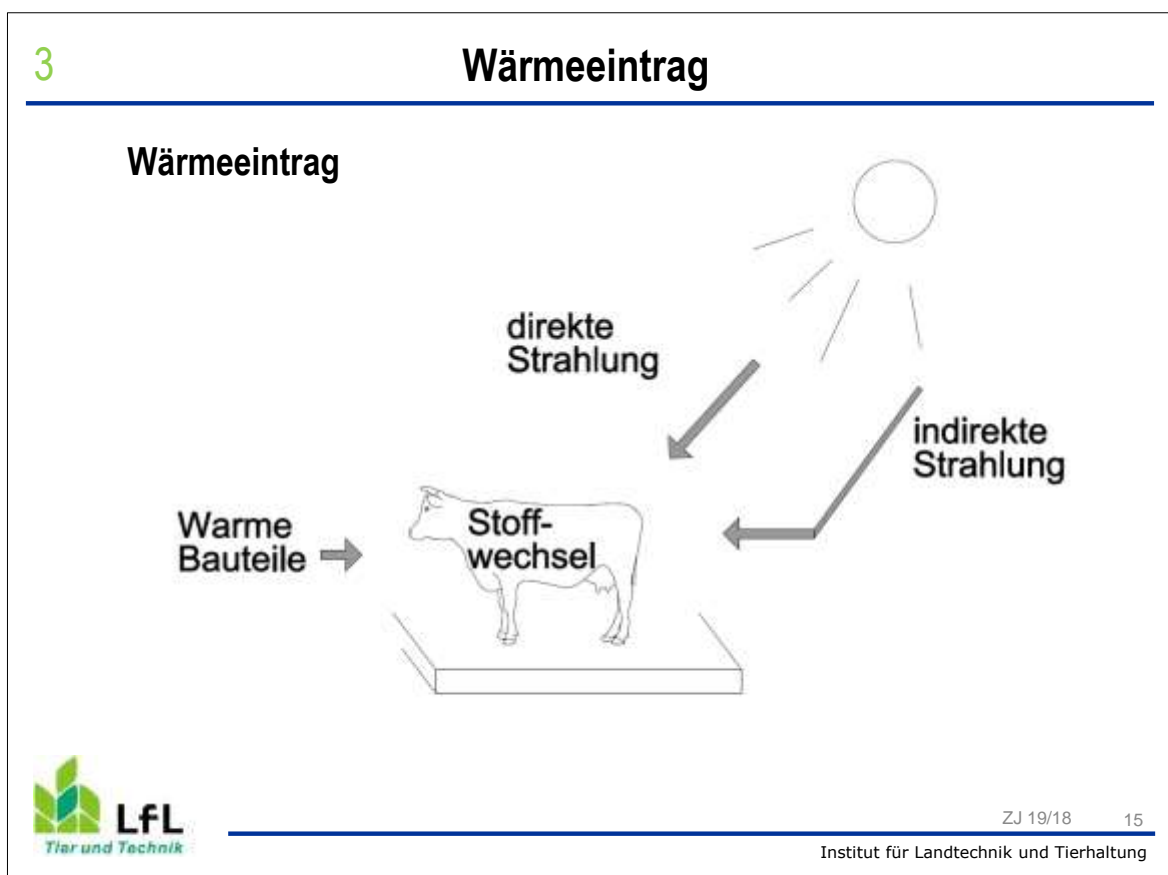 3
Wärmeeintrag
Wärmeeintrag
direkte
Strahlung
indirekte
Strahlung
Warme
Bauteile
Stoff-
wechsel
LfL
Tier und Technik
ZJ 19/18 15
Institut für Landtechnik und Tierhaltung